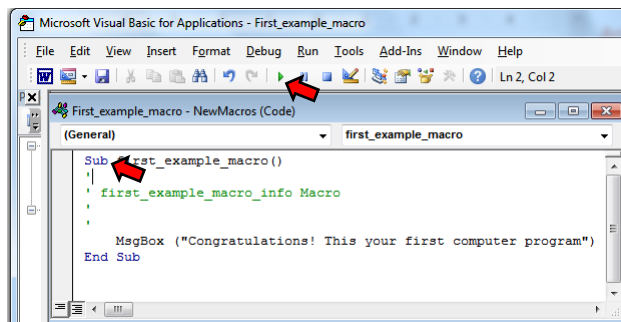 Microsoft Visual Basic for Applications - First_example_macro
File Edit View Insert Format Debug Run Tools Add-Ins Window Help
Ln 2, Col 2
First_example_macro - NewMacros (Code)
(General) first_example_macro
Sub first_example_macro()
'
' first_example_macro_info Macro
'
'
MsgBox ("Congratulations! This your first computer program")
End Sub